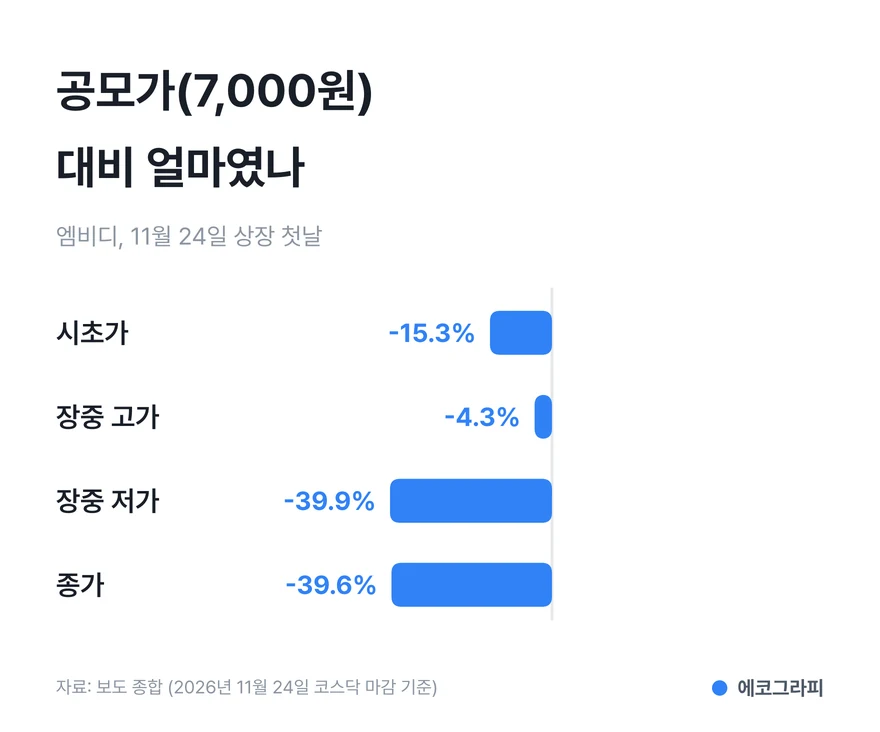 공모가(7,000원)
대비 얼마였나
엠비디, 11월 24일 상장 첫날
시초가 -15.3%
장중 고가 -4.3%
장중 저가 -39.9%
종가 -39.6%
자료: 보도 종합 (2026년 11월 24일 코스닥 마감 기준)
에코그라피